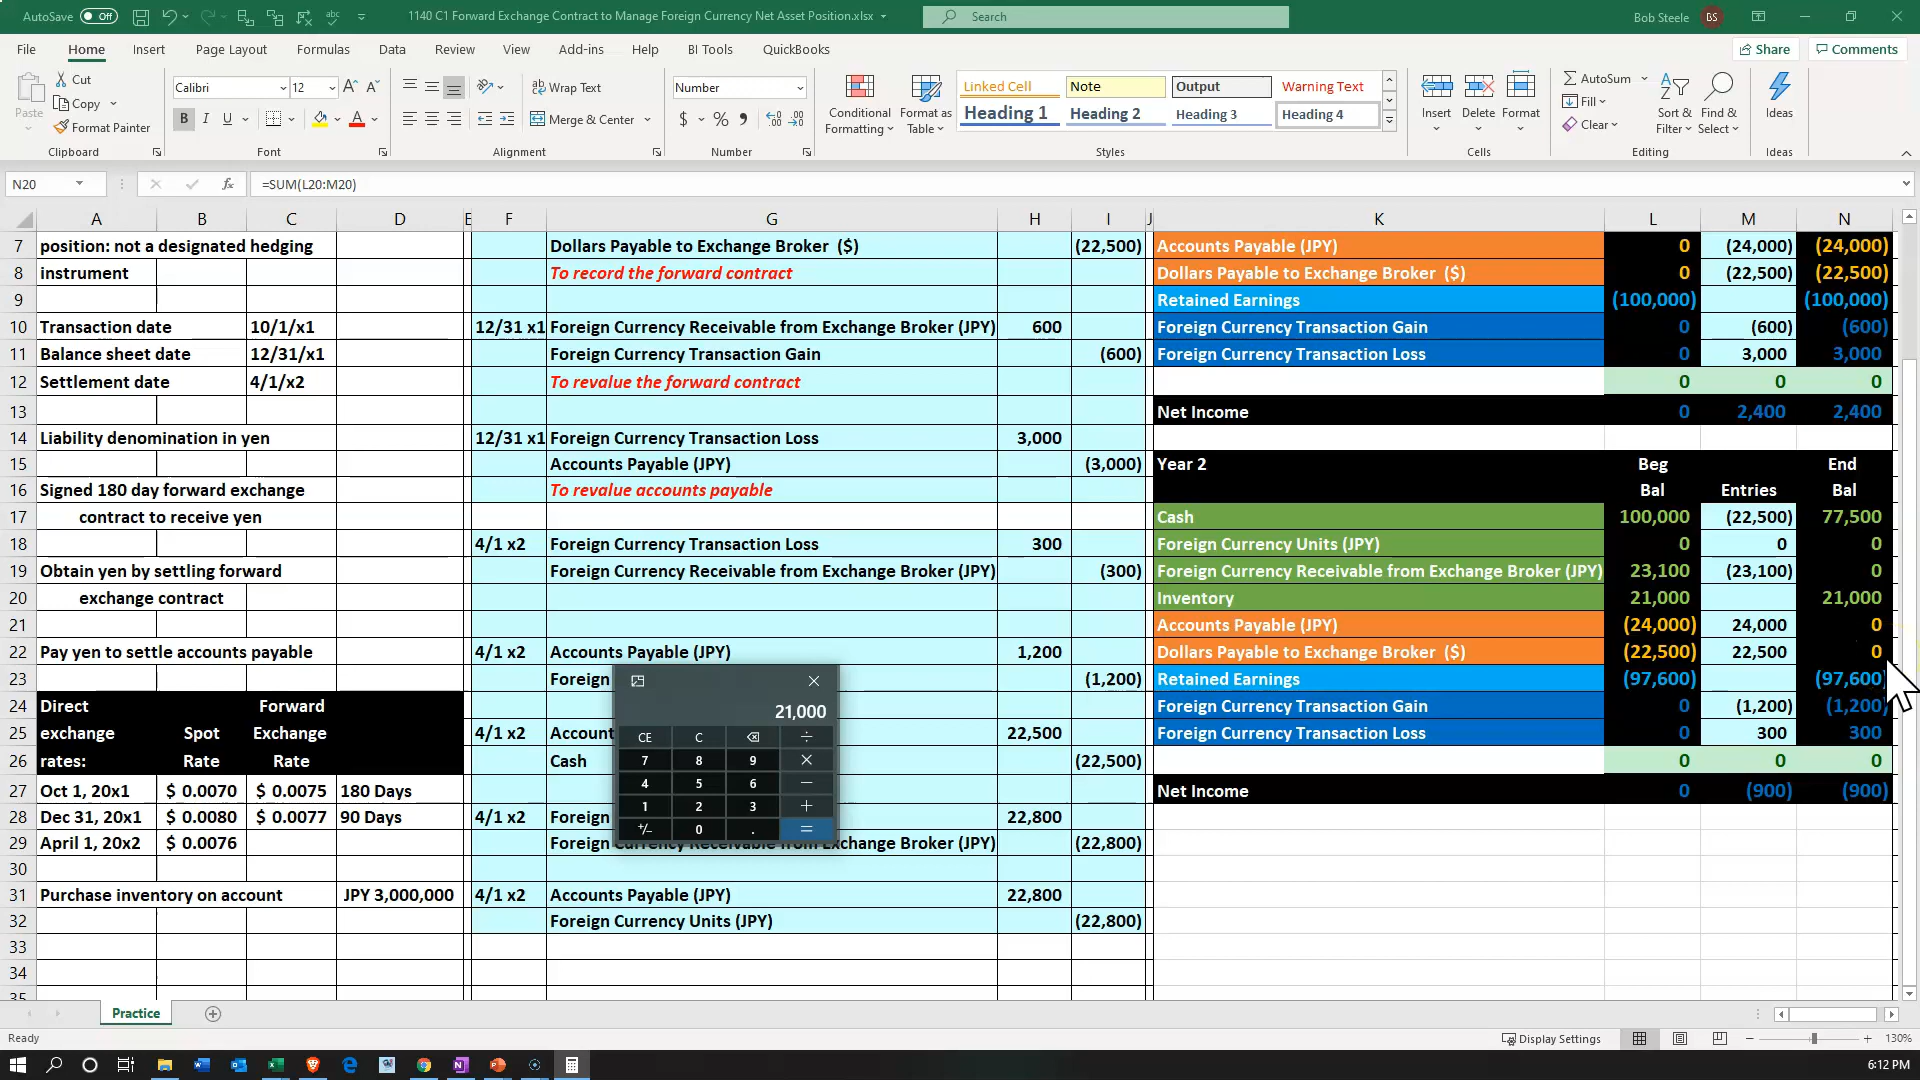 AutoSave Off 1140 C1 Forward Exchange Contract to Manage Foreign Currency Net Asset Position.xlsx Search Bob Steele BS
File Home Insert Page Layout Formulas Data Review View Add-ins Help BI Tools QuickBooks Share Comments
Paste Cut Copy Format Painter
Calibri 12 B I U
Wrap Text Merge & Center
Number $ % 9
Conditional Formatting Format as Table
Linked Cell Note Output Warning Text
Heading 1 Heading 2 Heading 3 Heading 4
Insert Delete Format
AutoSum Fill Clear Sort & Filter Find & Select Ideas
Clipboard Font Alignment Number Styles Cells Editing Ideas
N20 fx =SUM(L20:M20)
A B C D E F G H I J K L M N
7 position: not a designated hedging Dollars Payable to Exchange Broker ($) (22,500) Accounts Payable (JPY) 0 (24,000) (24,000)
8 instrument To record the forward contract Dollars Payable to Exchange Broker ($) 0 (22,500) (22,500)
9 Retained Earnings (100,000) (100,000)
10 Transaction date 10/1/x1 12/31 x1 Foreign Currency Receivable from Exchange Broker (JPY) 600 Foreign Currency Transaction Gain 0 (600) (600)
11 Balance sheet date 12/31/x1 Foreign Currency Transaction Gain (600) Foreign Currency Transaction Loss 0 3,000 3,000
12 Settlement date 4/1/x2 To revalue the forward contract 0 0 0
13 Net Income 0 2,400 2,400
14 Liability denomination in yen 12/31 x1 Foreign Currency Transaction Loss 3,000
15 Accounts Payable (JPY) (3,000) Year 2 Beg End
16 Signed 180 day forward exchange To revalue accounts payable Bal Entries Bal
17 contract to receive yen Cash 100,000 (22,500) 77,500
18 4/1 x2 Foreign Currency Transaction Loss 300 Foreign Currency Units (JPY) 0 0 0
19 Obtain yen by settling forward Foreign Currency Receivable from Exchange Broker (JPY) (300) Foreign Currency Receivable from Exchange Broker (JPY) 23,100 (23,100) 0
20 exchange contract Inventory 21,000 21,000
21 Accounts Payable (JPY) (24,000) 24,000 0
22 Pay yen to settle accounts payable 4/1 x2 Accounts Payable (JPY) 1,200 Dollars Payable to Exchange Broker ($) (22,500) 22,500 0
23 Foreign (1,200) Retained Earnings (97,600) (97,600)
24 Direct Forward Foreign Currency Transaction Gain 0 (1,200) (1,200)
25 exchange Spot Exchange 4/1 x2 Account 22,500 Foreign Currency Transaction Loss 0 300 300
26 rates: Rate Rate Cash (22,500) 0 0 0
27 Oct 1, 20x1 $ 0.0070 $ 0.0075 180 Days Net Income 0 (900) (900)
28 Dec 31, 20x1 $ 0.0080 $ 0.0077 90 Days 4/1 x2 Foreign 22,800
29 April 1, 20x2 $ 0.0076 Foreign Currency Receivable from Exchange Broker (JPY) (22,800)
30
31 Purchase inventory on account JPY 3,000,000 4/1 x2 Accounts Payable (JPY) 22,800
32 Foreign Currency Units (JPY) (22,800)
33
34
35
21,000
CE C ÷
7 8 9 ×
4 5 6 −
1 2 3 +
+/- 0 . =
Practice
Ready Display Settings 130%
6:12 PM